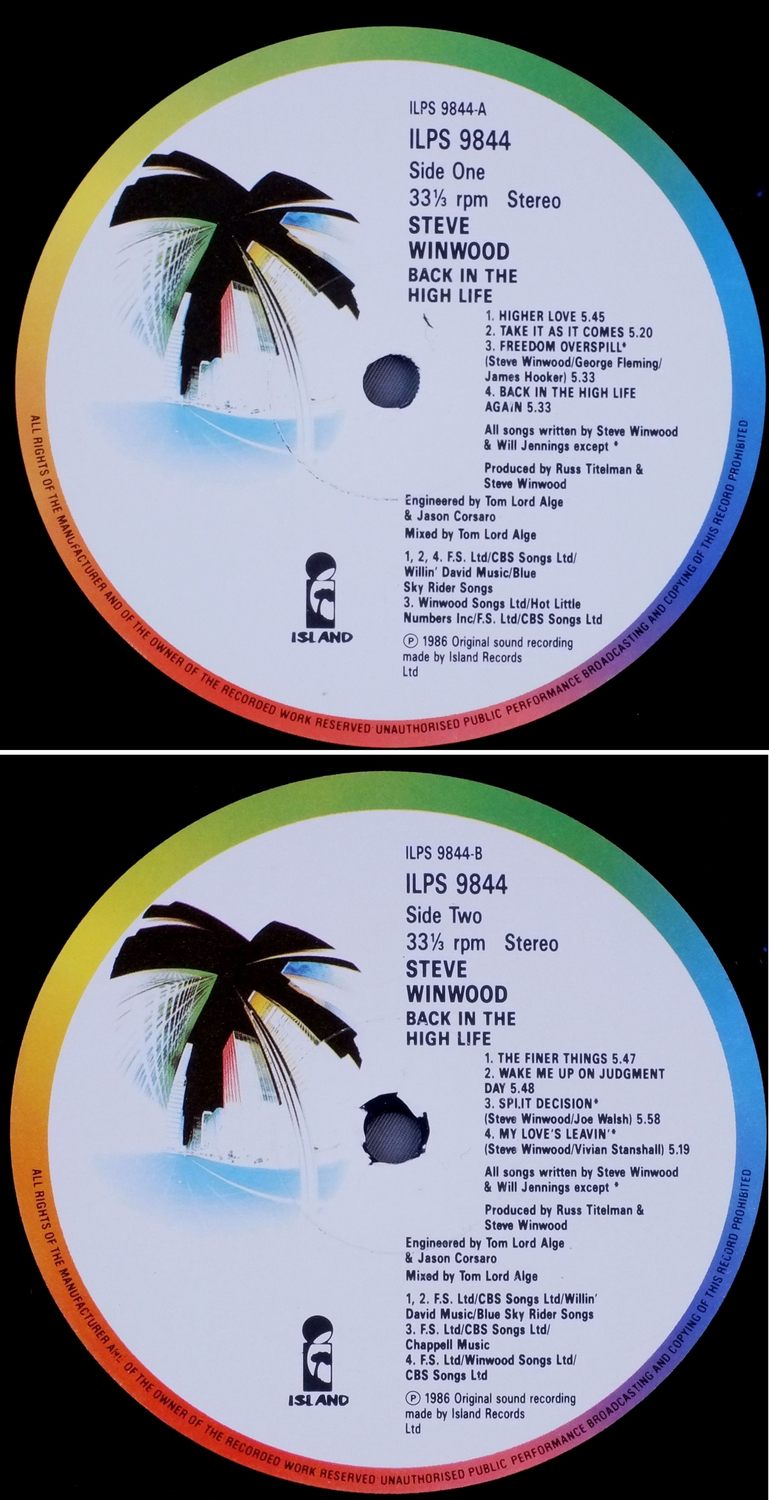 ILPS 9844-A
ILPS 9844
Side One
33⅓ rpm Stereo
STEVE
WINWOOD
BACK IN THE
HIGH LIFE
1. HIGHER LOVE 5.45
2. TAKE IT AS IT COMES 5.20
3. FREEDOM OVERSPILL*
(Steve Winwood/George Fleming/
James Hooker) 5.33
4. BACK IN THE HIGH LIFE
AGAIN 5.33
All songs written by Steve Winwood
& Will Jennings except *
Produced by Russ Titelman &
Steve Winwood
Engineered by Tom Lord Alge
& Jason Corsaro
Mixed by Tom Lord Alge
1, 2, 4. F.S. Ltd/CBS Songs Ltd/
Willin' David Music/Blue
Sky Rider Songs
3. Winwood Songs Ltd/Hot Little
Numbers Inc/F.S. Ltd/CBS Songs Ltd
ISLAND
Ⓟ 1986 Original sound recording
made by Island Records
Ltd
ALL RIGHTS OF THE MANUFACTURER AND OF THE OWNER OF THE RECORDED WORK RESERVED UNAUTHORISED PUBLIC PERFORMANCE BROADCASTING AND COPYING OF THIS RECORD PROHIBITED
ILPS 9844-B
ILPS 9844
Side Two
33⅓ rpm Stereo
STEVE
WINWOOD
BACK IN THE
HIGH LIFE
1. THE FINER THINGS 5.47
2. WAKE ME UP ON JUDGMENT
DAY 5.48
3. SPLIT DECISION*
(Steve Winwood/Joe Walsh) 5.58
4. MY LOVE'S LEAVIN'*
(Steve Winwood/Vivian Stanshall) 5.19
All songs written by Steve Winwood
& Will Jennings except *
Produced by Russ Titelman &
Steve Winwood
Engineered by Tom Lord Alge
& Jason Corsaro
Mixed by Tom Lord Alge
1, 2. F.S. Ltd/CBS Songs Ltd/Willin'
David Music/Blue Sky Rider Songs
3. F.S. Ltd/CBS Songs Ltd/
Chappell Music
4. F.S. Ltd/Winwood Songs Ltd/
CBS Songs Ltd
ISLAND
Ⓟ 1986 Original sound recording
made by Island Records
Ltd
ALL RIGHTS OF THE MANUFACTURER AND OF THE OWNER OF THE RECORDED WORK RESERVED UNAUTHORISED PUBLIC PERFORMANCE BROADCASTING AND COPYING OF THIS RECORD PROHIBITED